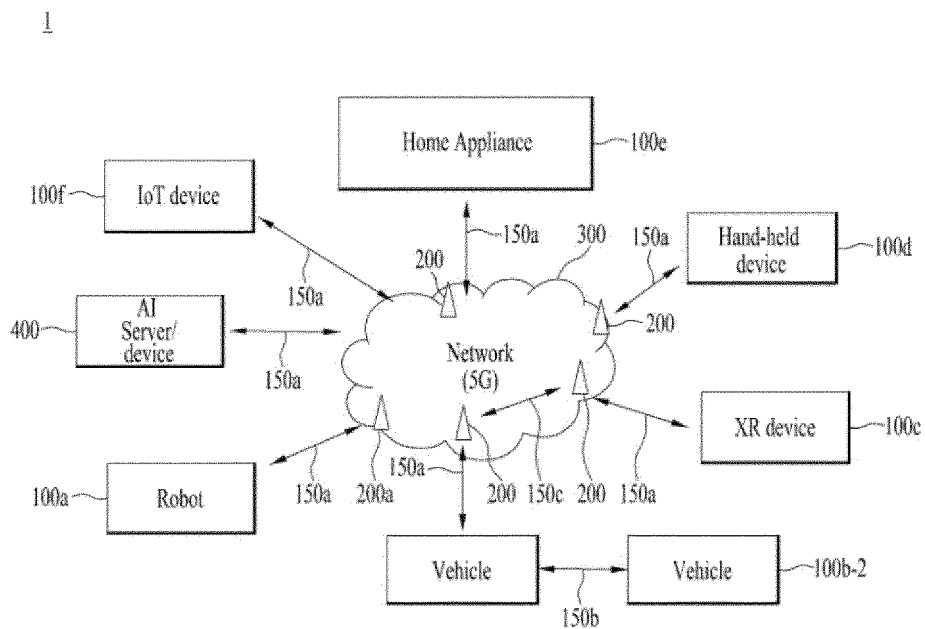 1
Home Appliance
100e
100f
IoT device
150a
300
150a
Hand-held
device
100d
200
150a
400
AI
Server/
device
150a
Network
(5G)
200
XR device
100c
100a
Robot
150a
200a
150a
200
150c
200
150a
Vehicle
Vehicle
100b-2
150b